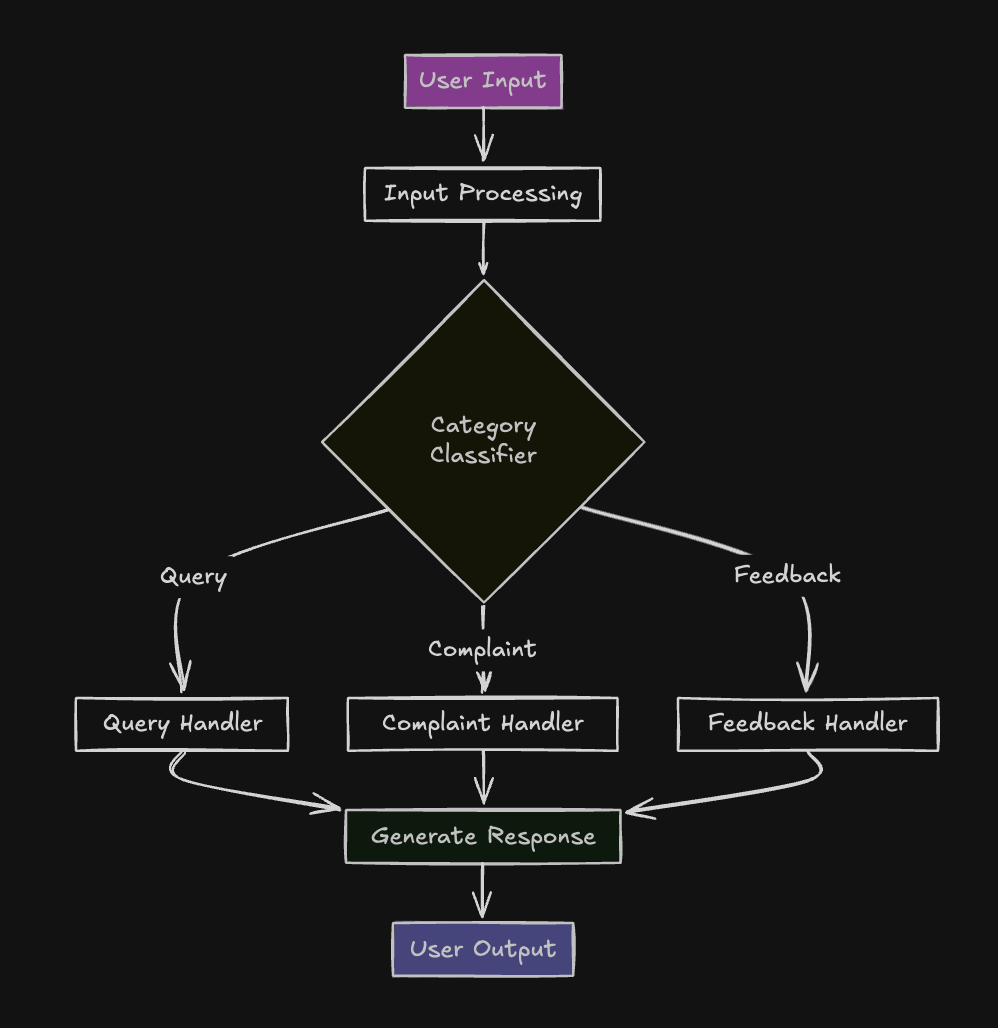 User Input
Input Processing
Category
Classifier
Query
Feedback
Complaint
Query Handler
Complaint Handler
Feedback Handler
Generate Response
User Output